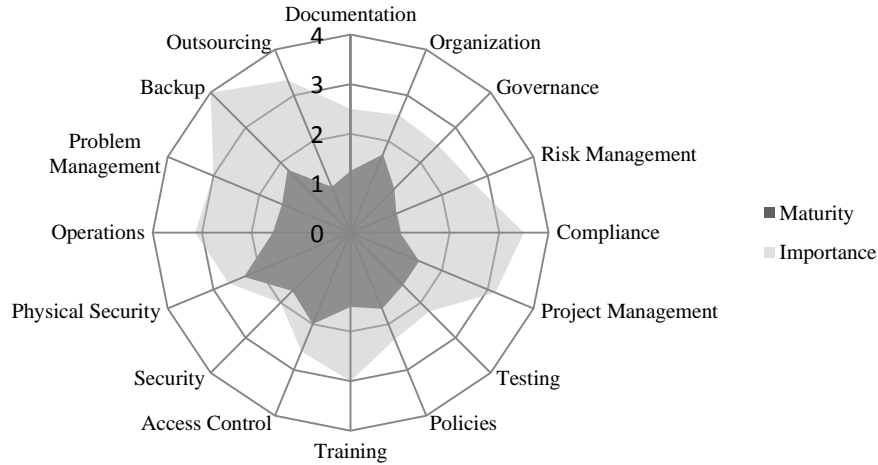 Documentation
Organization
Governance
Risk Management
Compliance
Project Management
Testing
Policies
Training
Access Control
Security
Physical Security
Operations
Problem
Management
Backup
Outsourcing
4
3
2
1
0
Maturity
Importance